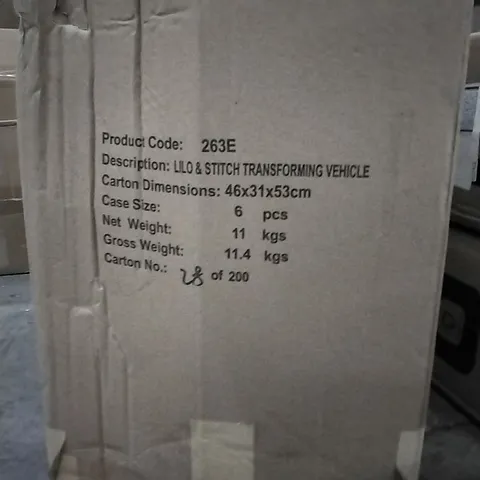 Product Code: 263E
Description: LILO & STITCH TRANSFORMING VEHICLE
Carton Dimensions: 46x31x53cm
Case Size: 6 pcs
Net Weight: 11 kgs
Gross Weight: 11.4 kgs
Carton No.: 28 of 200